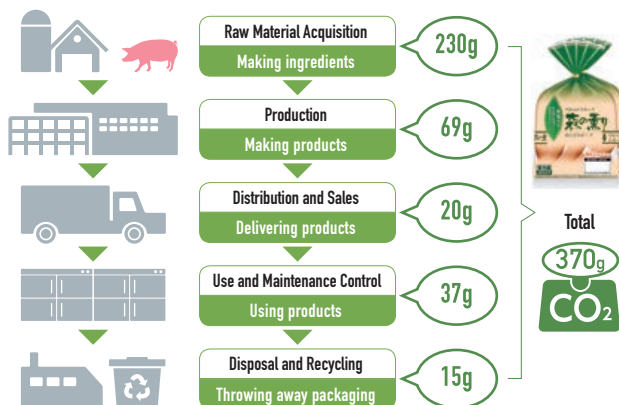 Raw Material Acquisition
Making ingredients
230g
Production
Making products
69g
Distribution and Sales
Delivering products
20g
Use and Maintenance Control
Using products
37g
Disposal and Recycling
Throwing away packaging
15g
Total
370g
CO2